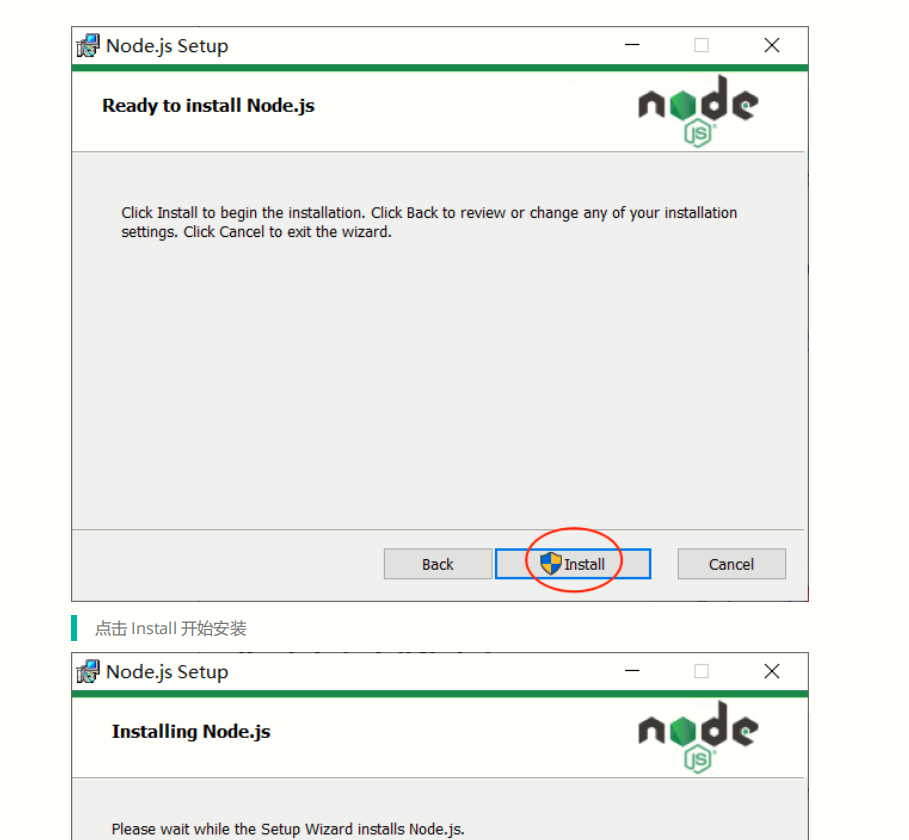 Node.js Setup
Ready to install Node.js
node
JS
Click Install to begin the installation. Click Back to review or change any of your installation
settings. Click Cancel to exit the wizard.
Back
Install
Cancel
点击 Install 开始安装
Node.js Setup
Installing Node.js
node
JS
Please wait while the Setup Wizard installs Node.js.